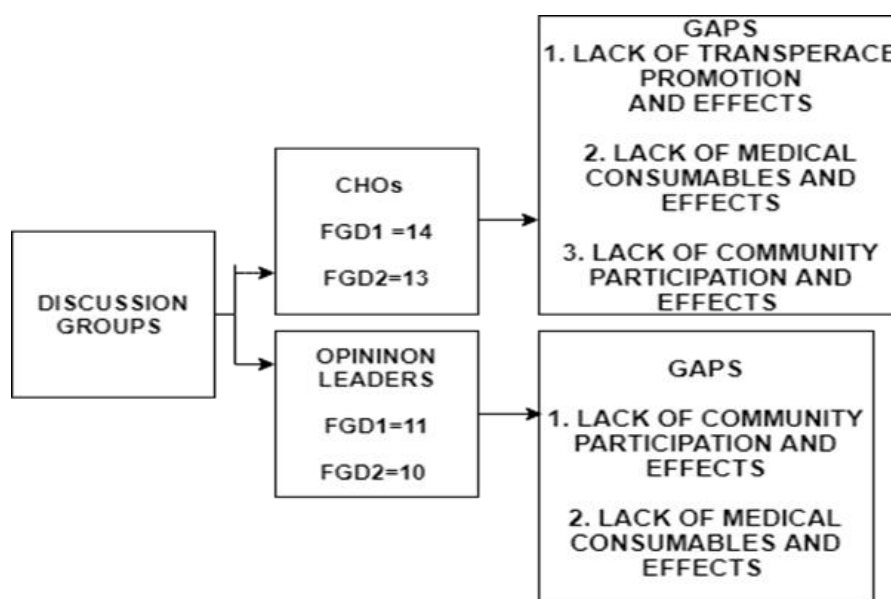 DISCUSSION
GROUPS
CHOs
FGD1 =14
FGD2=13
OPININON
LEADERS
FGD1=11
FGD2=10
GAPS
1. LACK OF TRANSPERACE
PROMOTION
AND EFFECTS
2. LACK OF MEDICAL
CONSUMABLES AND
EFFECTS
3. LACK OF COMMUNITY
PARTICIPATION AND
EFFECTS
GAPS
1. LACK OF COMMUNITY
PARTICIPATION AND
EFFECTS
2. LACK OF MEDICAL
CONSUMABLES AND
EFFECTS